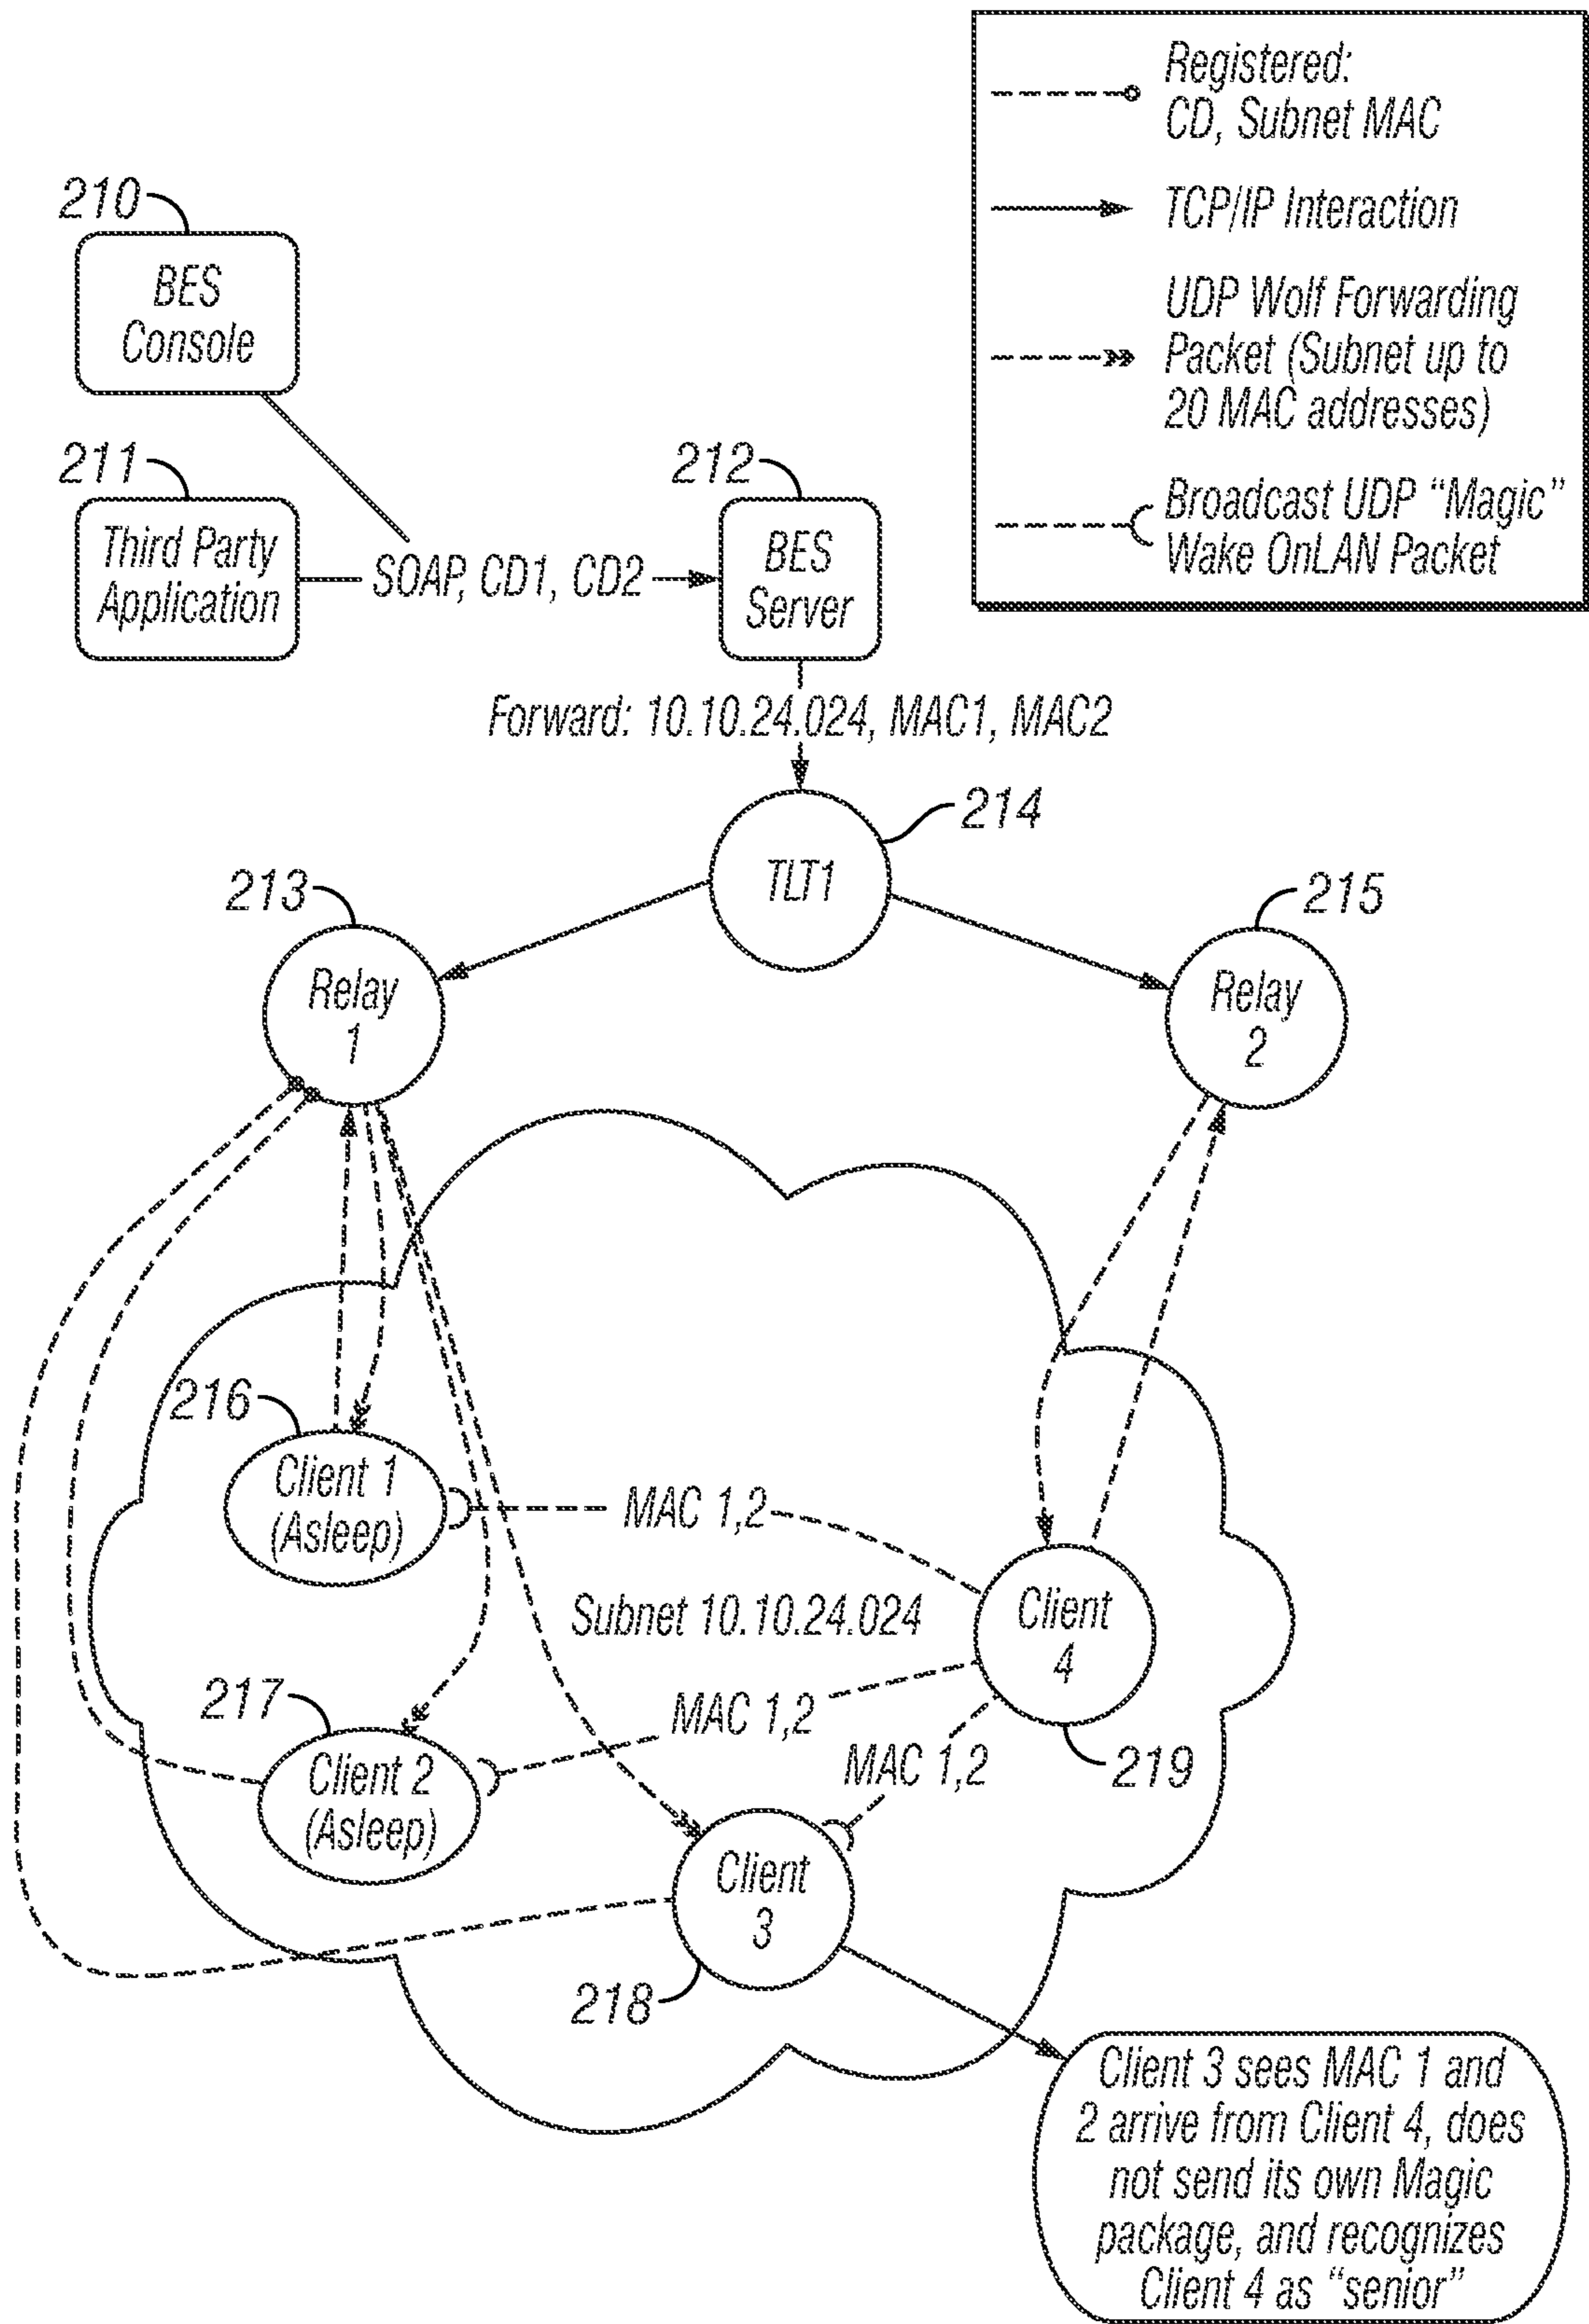 Registered:
CD, Subnet MAC
TCP/IP Interaction
UDP Wolf Forwarding
Packet (Subnet up to
20 MAC addresses)
Broadcast UDP “Magic”
Wake OnLAN Packet
210
BES
Console
211
Third Party
Application
SOAP, CD1, CD2
212
BES
Server
Forward: 10.10.24.024, MAC1, MAC2
214
TLT1
213
Relay
1
215
Relay
2
216
Client 1
(Asleep)
MAC 1,2
Subnet 10.10.24.024
Client
4
219
217
Client 2
(Asleep)
MAC 1,2
MAC 1,2
Client
3
218
Client 3 sees MAC 1 and
2 arrive from Client 4, does
not send its own Magic
package, and recognizes
Client 4 as “senior”